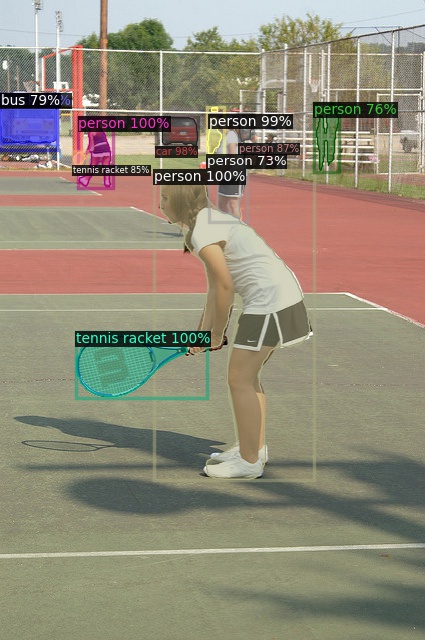 bus 79%
person 100%
person 99%
person 76%
car 98%
person 87%
person 73%
tennis racket 85%
person 100%
tennis racket 100%